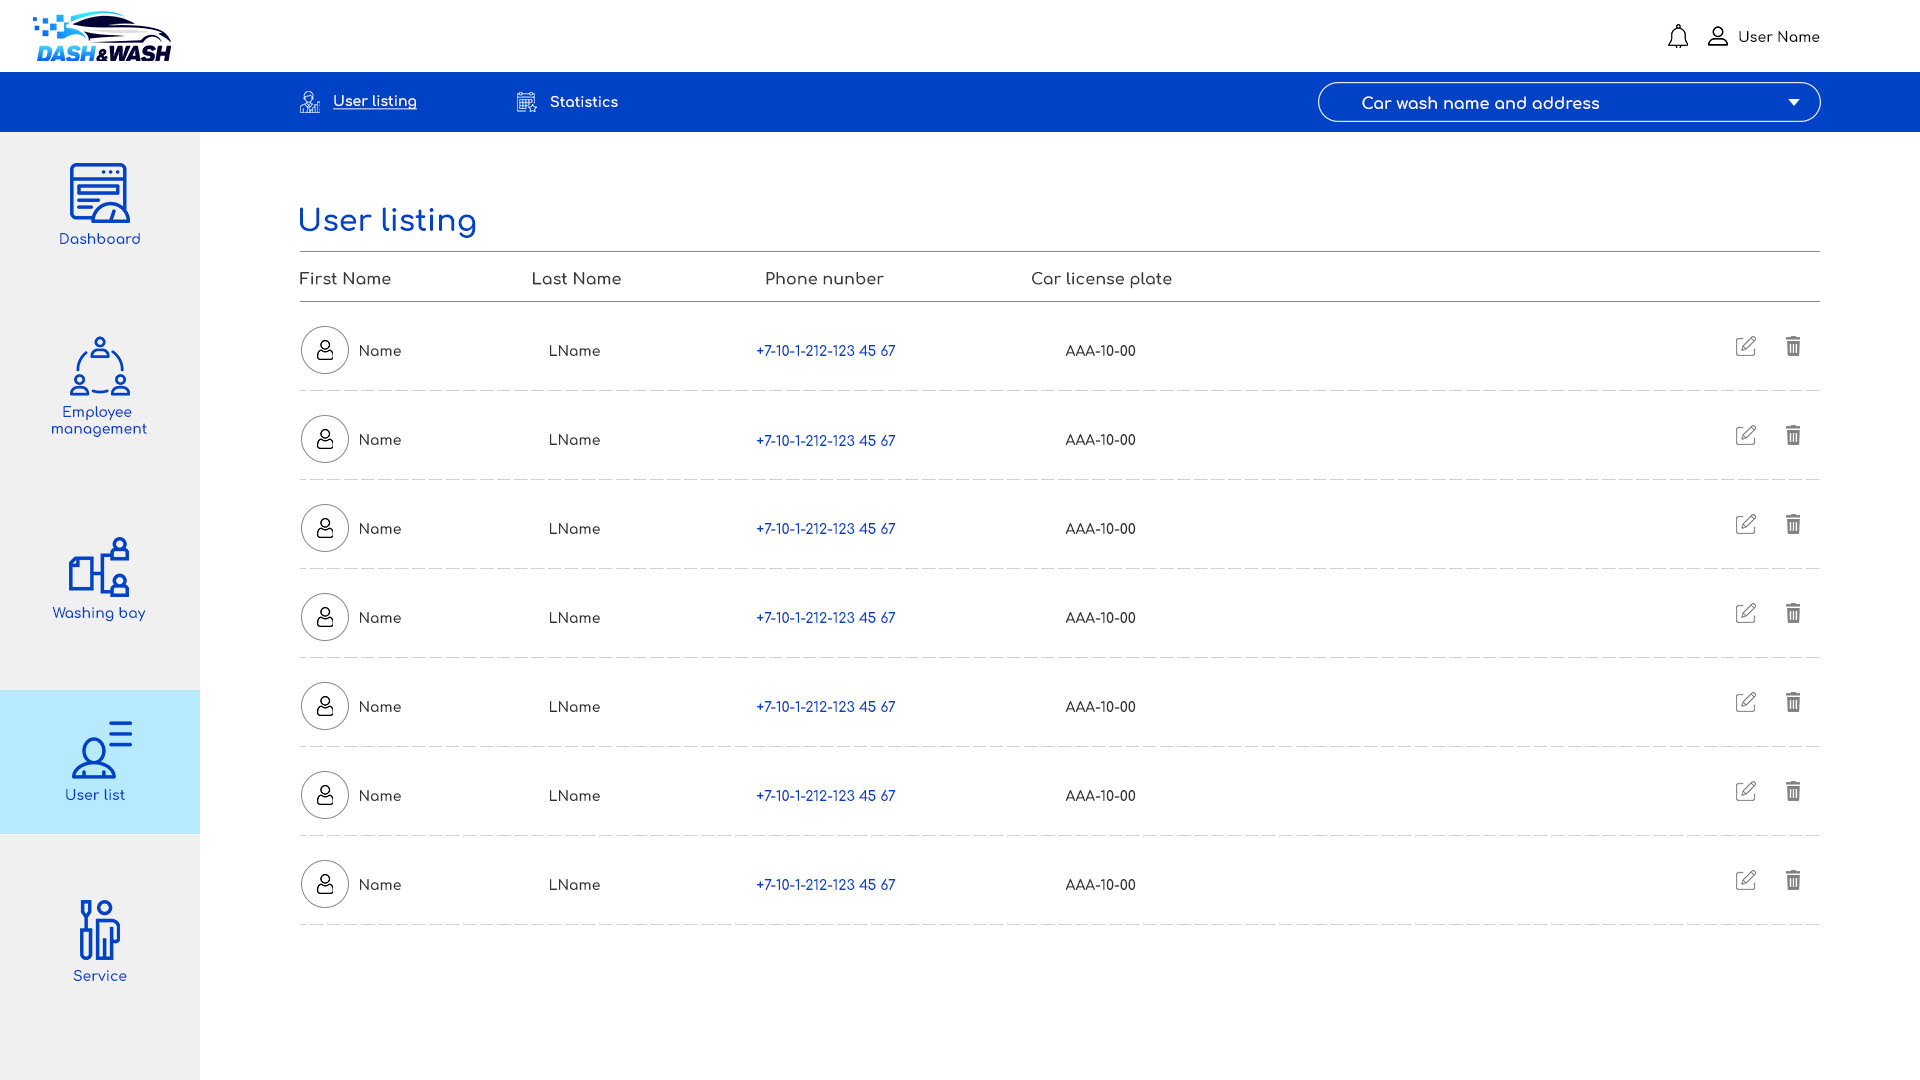 DASH&WASH
User Name
User listing
Statistics
Car wash name and address
Dashboard
Employee
management
Washing bay
User list
Service
User listing
First Name Last Name Phone nunber Car license plate
Name LName +7-10-1-212-123 45 67 AAA-10-00
Name LName +7-10-1-212-123 45 67 AAA-10-00
Name LName +7-10-1-212-123 45 67 AAA-10-00
Name LName +7-10-1-212-123 45 67 AAA-10-00
Name LName +7-10-1-212-123 45 67 AAA-10-00
Name LName +7-10-1-212-123 45 67 AAA-10-00
Name LName +7-10-1-212-123 45 67 AAA-10-00